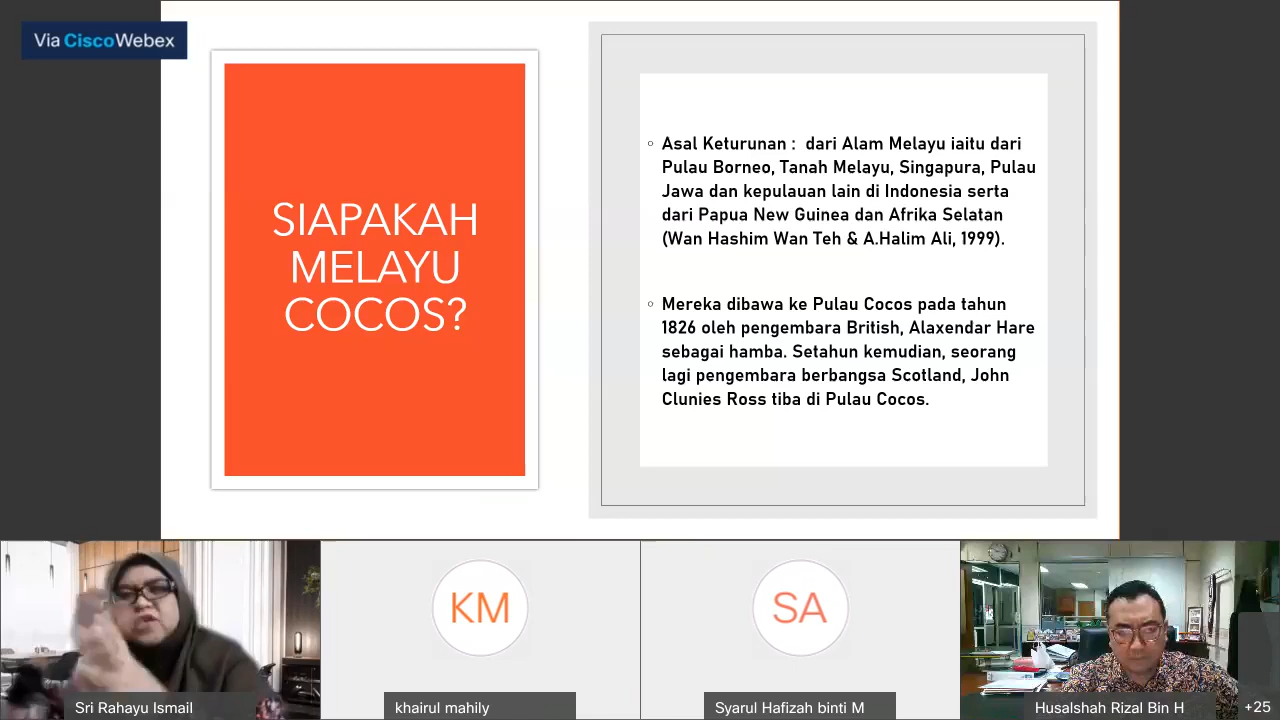 Via CiscoWebex
SIAPAKAH
MELAYU
COCOS?
◦ Asal Keturunan : dari Alam Melayu iaitu dari
Pulau Borneo, Tanah Melayu, Singapura, Pulau
Jawa dan kepulauan lain di Indonesia serta
dari Papua New Guinea dan Afrika Selatan
(Wan Hashim Wan Teh & A.Halim Ali, 1999).
◦ Mereka dibawa ke Pulau Cocos pada tahun
1826 oleh pengembara British, Alaxendar Hare
sebagai hamba. Setahun kemudian, seorang
lagi pengembara berbangsa Scotland, John
Clunies Ross tiba di Pulau Cocos.
KM
SA
Sri Rahayu Ismail
khairul mahily
Syarul Hafizah binti M
Husalshah Rizal Bin H
+25